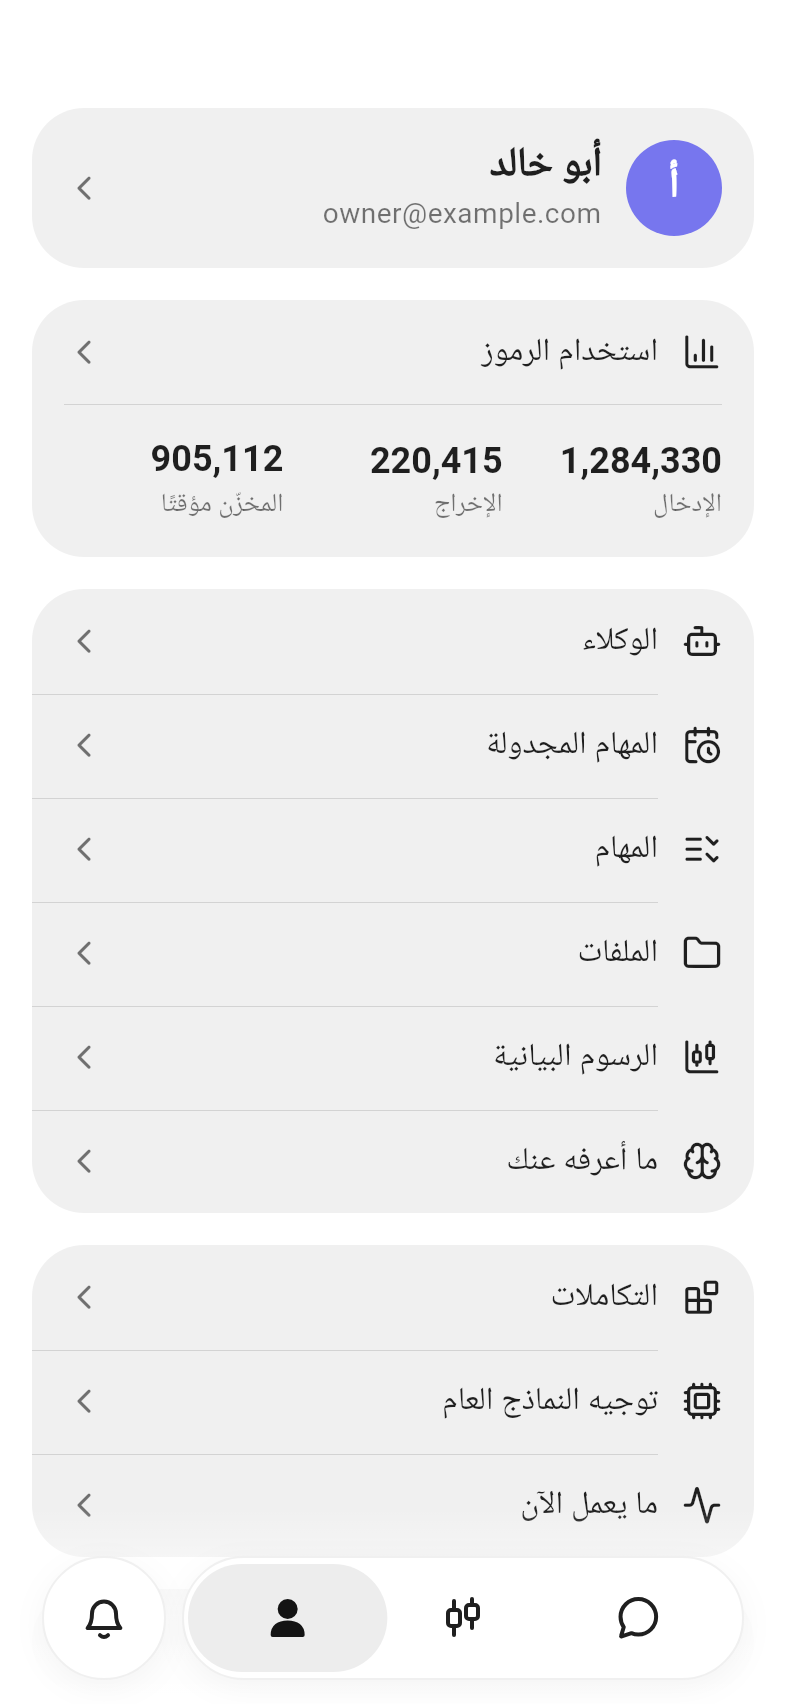 أ
أبو خالد
owner@example.com
استخدام الرموز
1,284,330
الإدخال
220,415
الإخراج
905,112
المخزّن مؤقتًا
الوكلاء
المهام المجدولة
المهام
الملفات
الرسوم البيانية
ما أعرفه عنك
التكاملات
توجيه النماذج العام
ما يعمل الآن